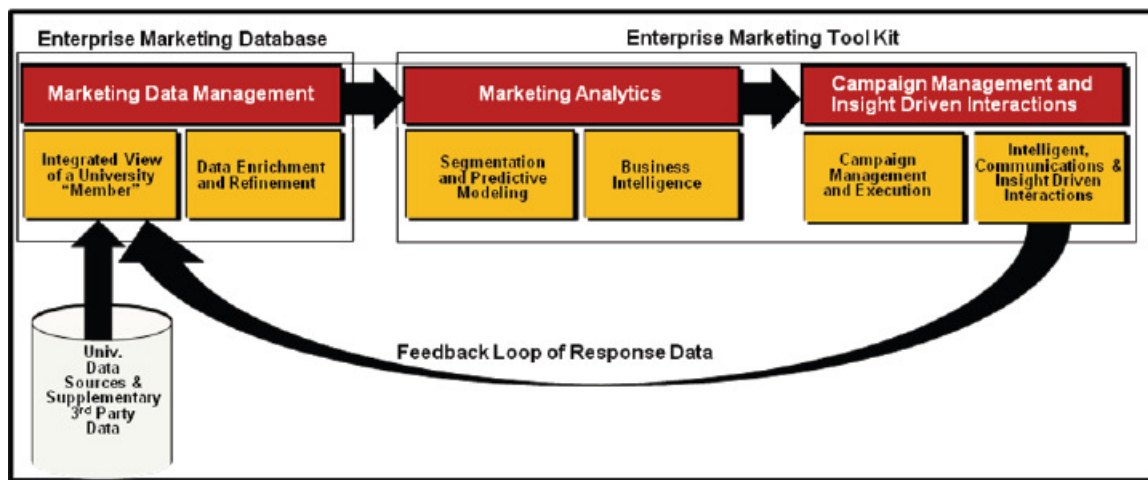 Enterprise Marketing Database
Enterprise Marketing Tool Kit
Marketing Data Management
Marketing Analytics
Campaign Management and
Insight Driven Interactions
Integrated View
of a University
“Member”
Data Enrichment
and Refinement
Segmentation
and Predictive
Modeling
Business
Intelligence
Campaign
Management
and Execution
Intelligent,
Communications &
Insight Driven
Interactions
Feedback Loop of Response Data
Univ.
Data
Sources &
Supplementary
3rd Party
Data